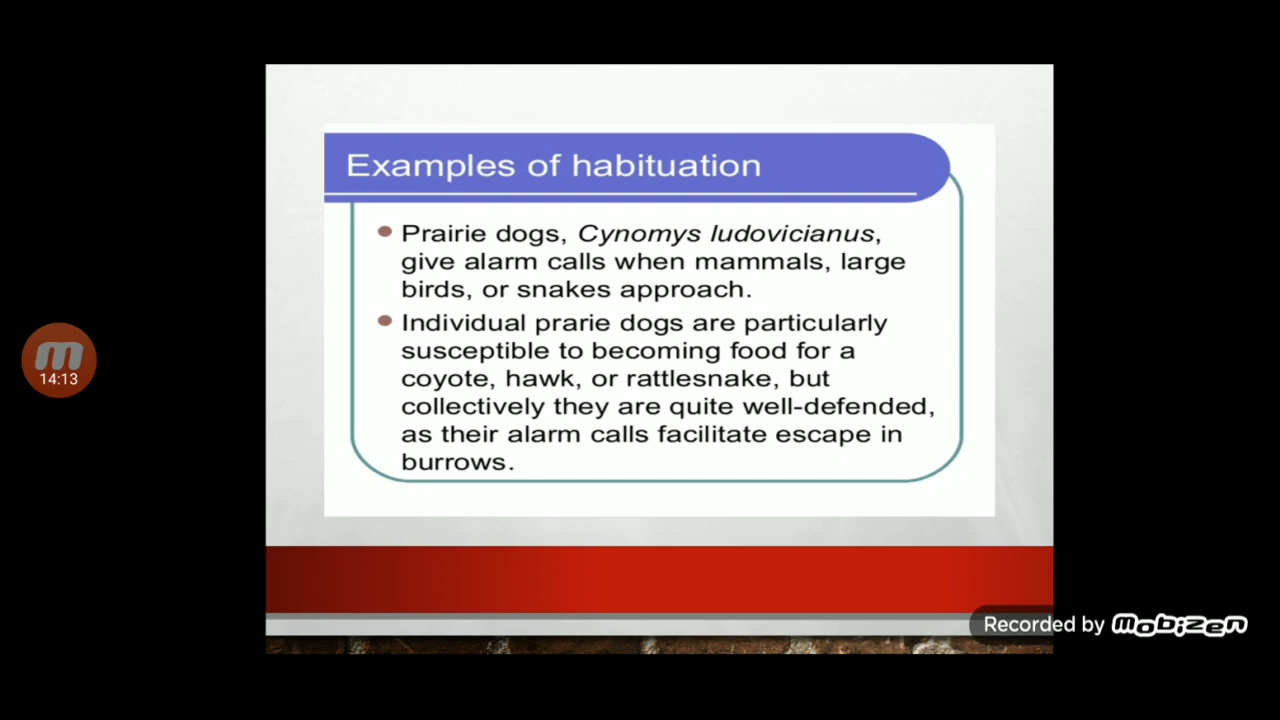 Examples of habituation
Prairie dogs, Cynomys ludovicianus,
give alarm calls when mammals, large
birds, or snakes approach.
Individual prarie dogs are particularly
susceptible to becoming food for a
coyote, hawk, or rattlesnake, but
collectively they are quite well-defended,
as their alarm calls facilitate escape in
burrows.
m
14:13
Recorded by mobizen